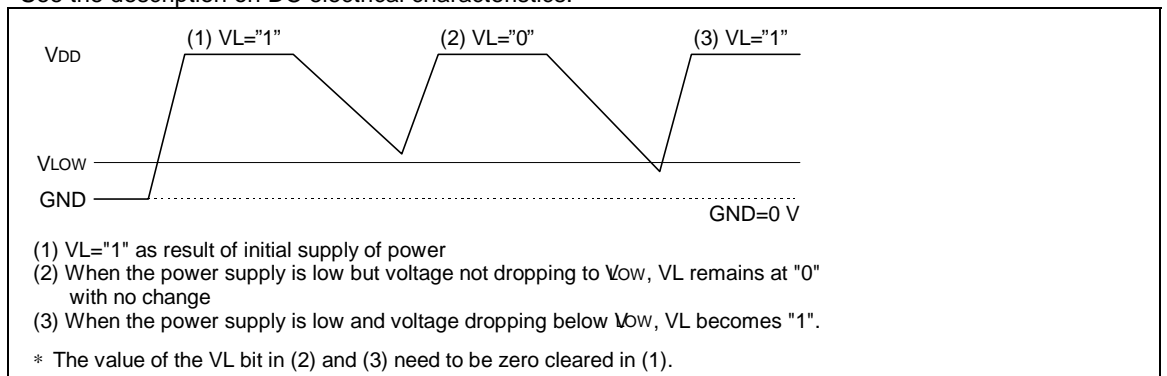 See the description on DC electrical characteristics.
(1) VL=”1” (2) VL=”0” (3) VL=”1”
VDD
VLOW
GND
GND=0 V
(1) VL="1" as result of initial supply of power
(2) When the power supply is low but voltage not dropping to VLOW, VL remains at "0"
with no change
(3) When the power supply is low and voltage dropping below VLOW, VL becomes "1".
* The value of the VL bit in (2) and (3) need to be zero cleared in (1).